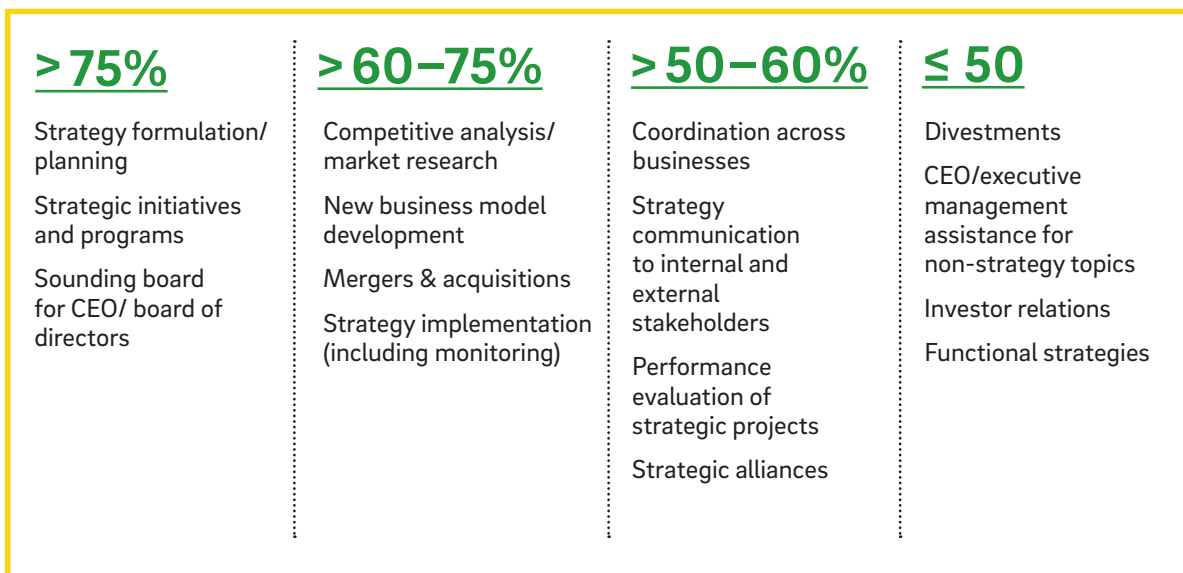 > 75%
Strategy formulation/
planning
Strategic initiatives
and programs
Sounding board
for CEO/ board of
directors
> 60–75%
Competitive analysis/
market research
New business model
development
Mergers & acquisitions
Strategy implementation
(including monitoring)
> 50–60%
Coordination across
businesses
Strategy
communication
to internal and
external
stakeholders
Performance
evaluation of
strategic projects
Strategic alliances
≤ 50
Divestments
CEO/executive
management
assistance for
non-strategy topics
Investor relations
Functional strategies